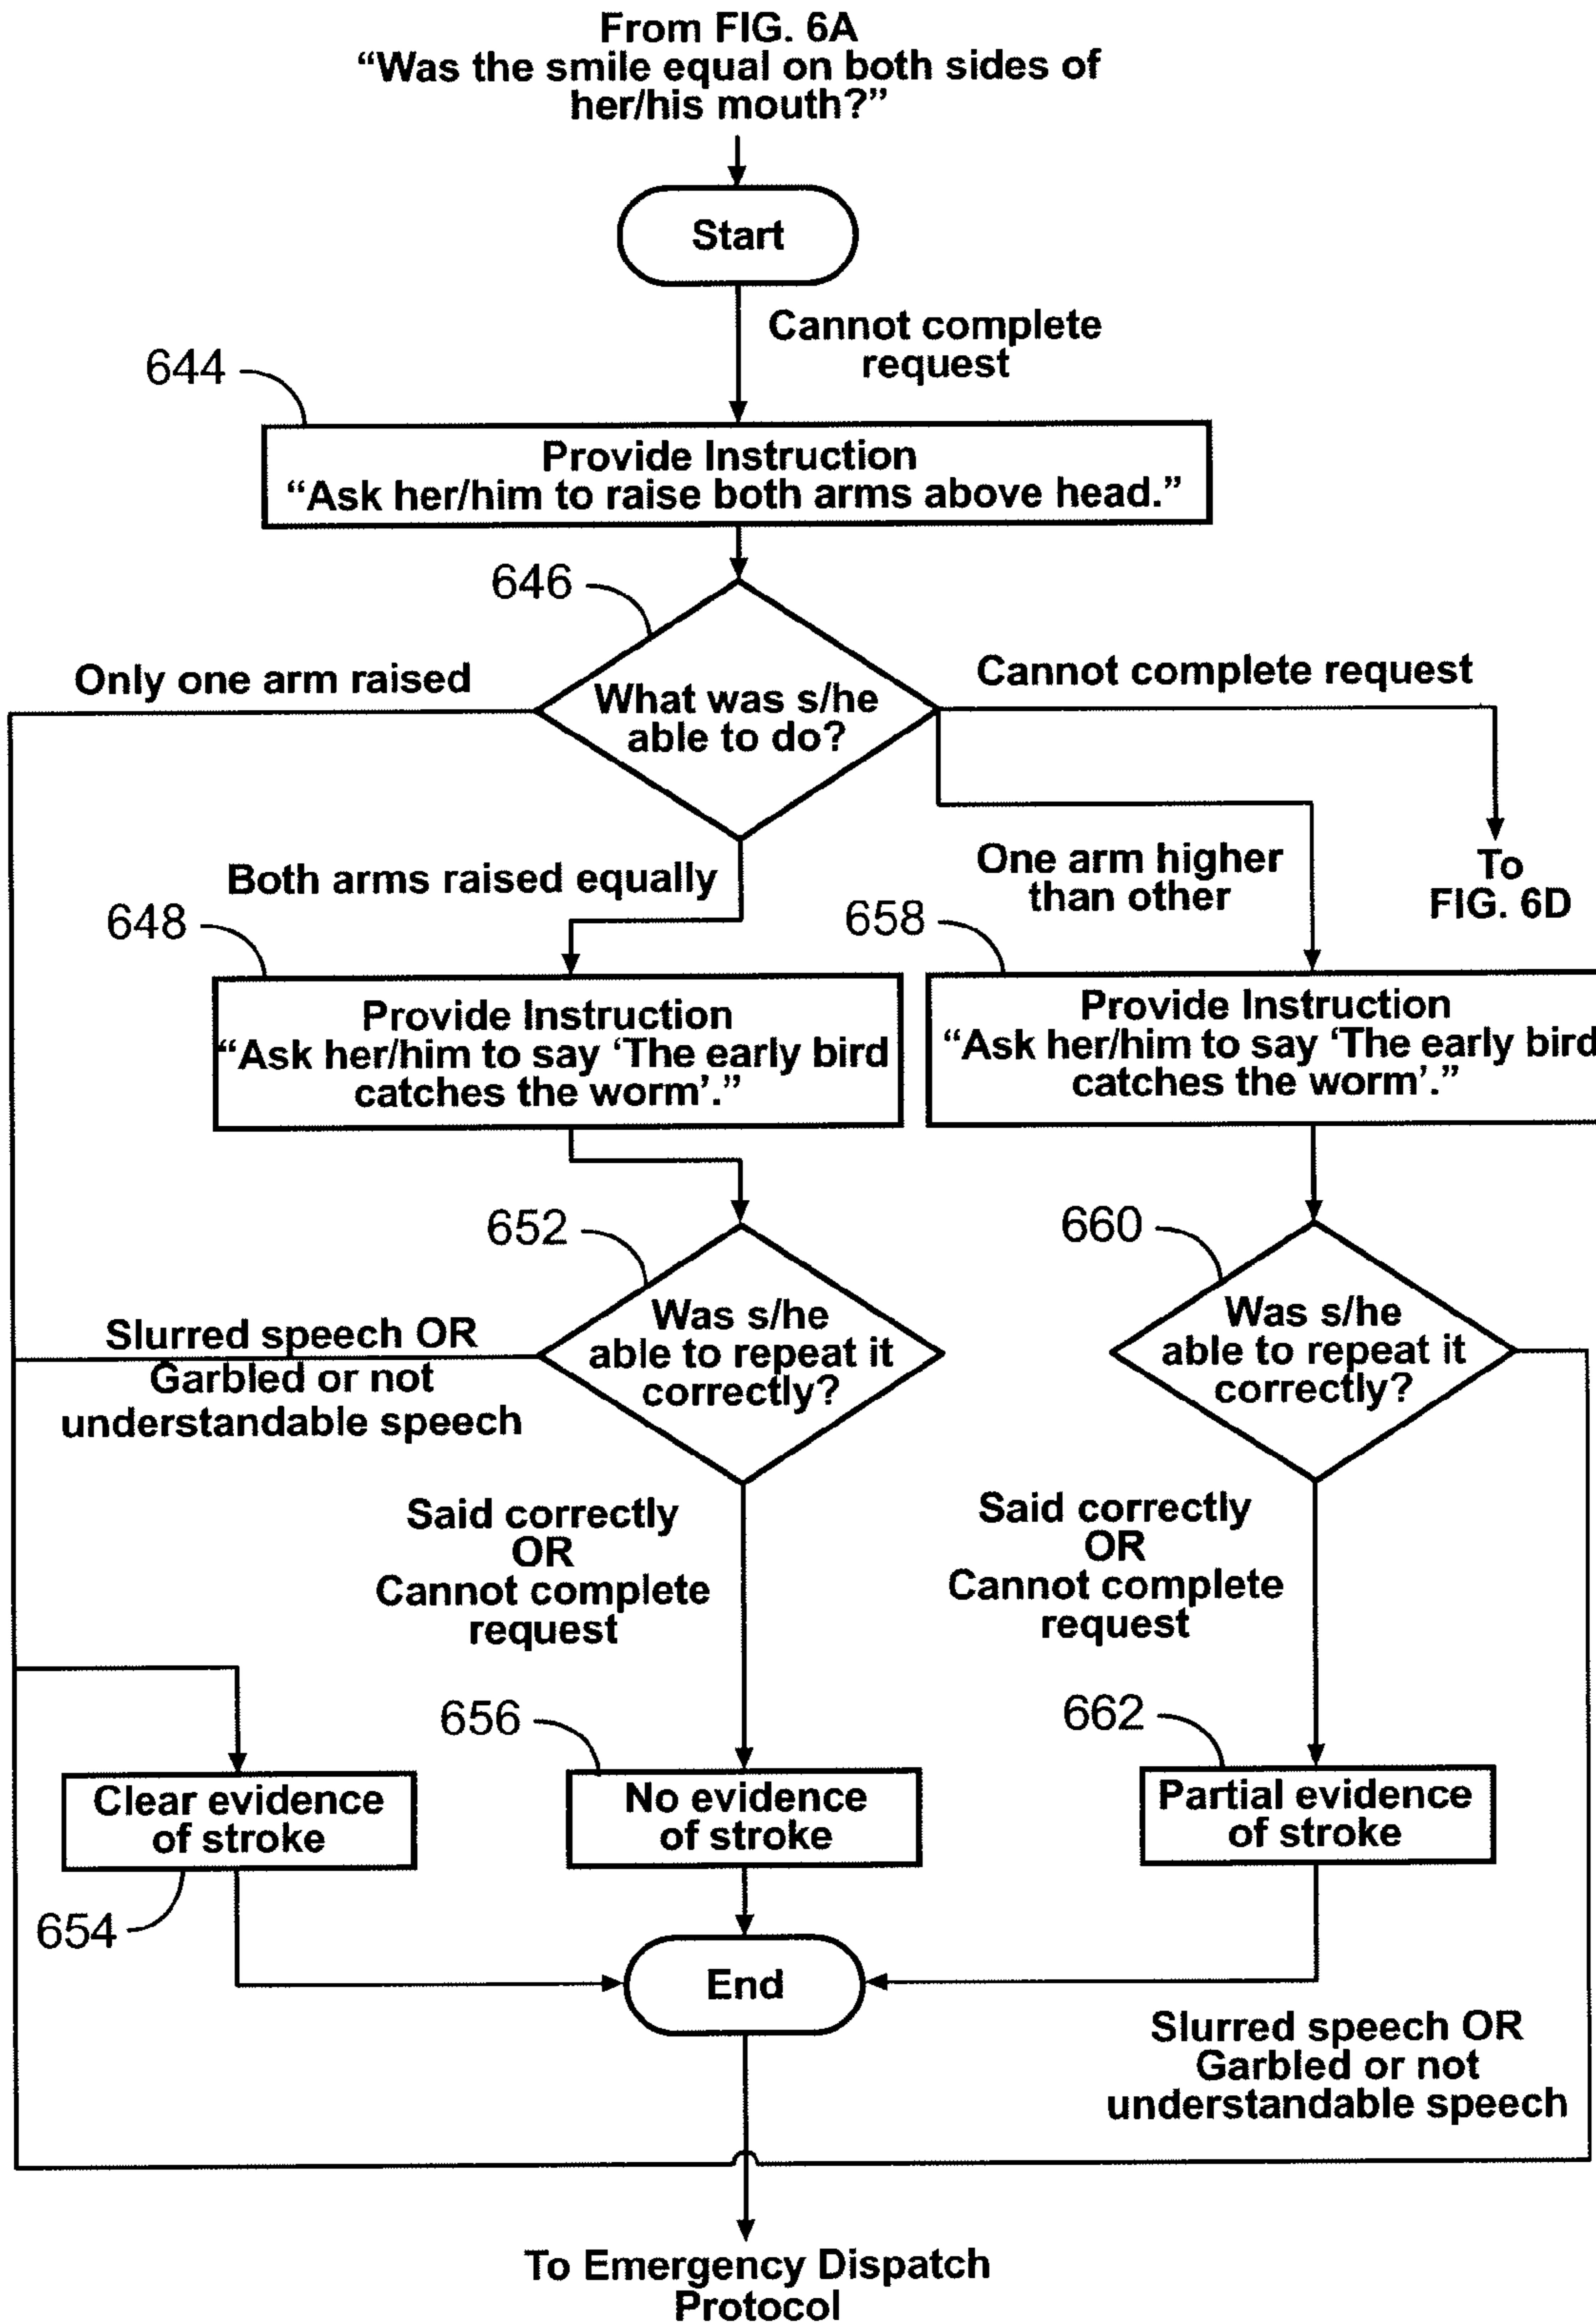 From FIG. 6A
“Was the smile equal on both sides of
her/his mouth?”
Start
Cannot complete
request
644
Provide Instruction
“Ask her/him to raise both arms above head.”
646
Only one arm raised
What was s/he
able to do?
Cannot complete request
To
FIG. 6D
Both arms raised equally
One arm higher
than other
648
Provide Instruction
“Ask her/him to say ‘The early bird
catches the worm’.”
658
Provide Instruction
“Ask her/him to say ‘The early bird
catches the worm’.”
652
Was s/he
able to repeat it
correctly?
660
Was s/he
able to repeat it
correctly?
Slurred speech OR
Garbled or not
understandable speech
Said correctly
OR
Cannot complete
request
Said correctly
OR
Cannot complete
request
656
662
Clear evidence
of stroke
No evidence
of stroke
Partial evidence
of stroke
654
End
Slurred speech OR
Garbled or not
understandable speech
To Emergency Dispatch
Protocol